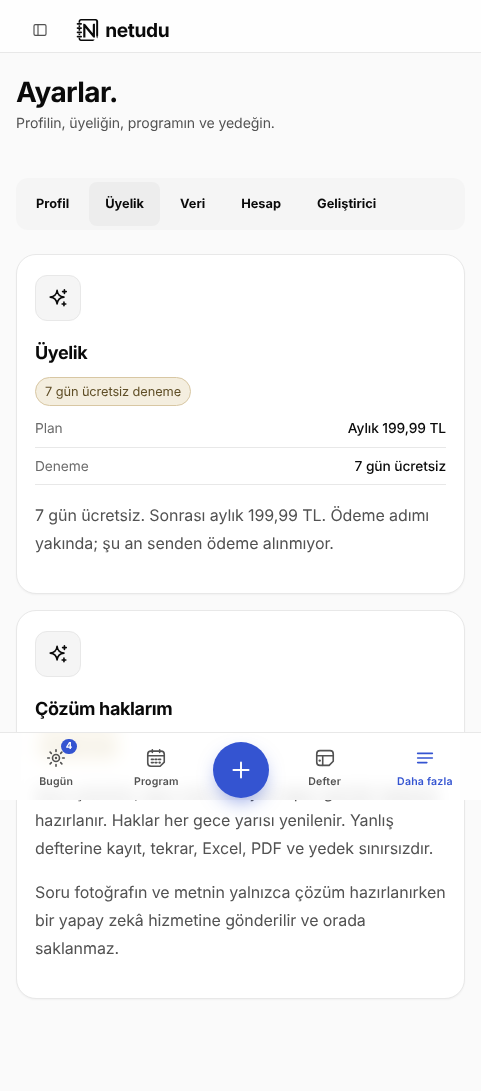 netudu
Ayarlar.
Profilin, üyeliğin, programın ve yedeğin.
Profil
Üyelik
Veri
Hesap
Geliştirici
Üyelik
7 gün ücretsiz deneme
Plan
Aylık 199,99 TL
Deneme
7 gün ücretsiz
7 gün ücretsiz. Sonrası aylık 199,99 TL. Ödeme adımı
yakında; şu an senden ödeme alınmıyor.
Çözüm haklarım
4
Bugün
Program
Defter
Daha fazla
hazırlanır. Haklar her gece yarısı yenilenir. Yanlış
defterine kayıt, tekrar, Excel, PDF ve yedek sınırsızdır.
Soru fotoğrafın ve metnin yalnızca çözüm hazırlanırken
bir yapay zekâ hizmetine gönderilir ve orada
saklanmaz.